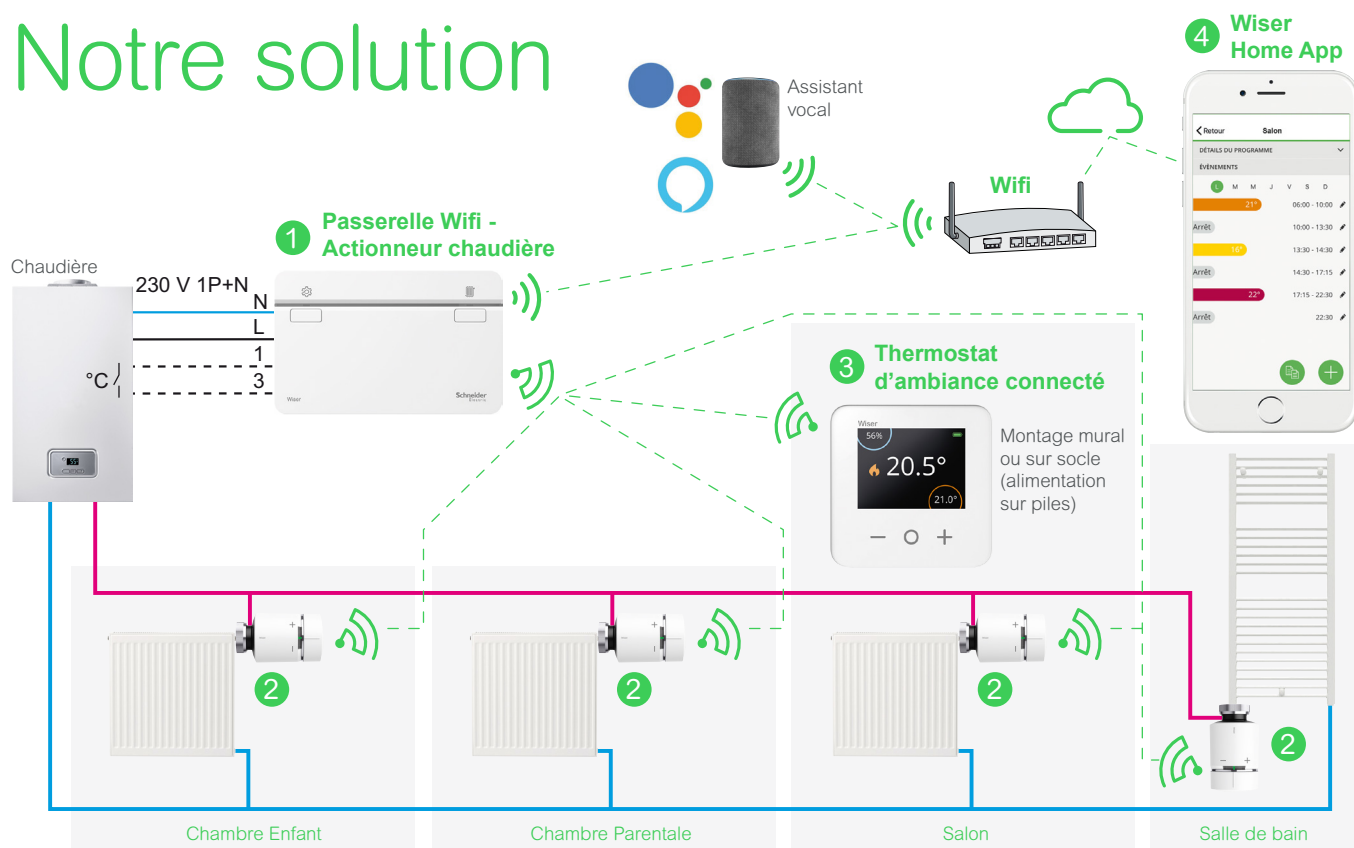 Notre solution
Assistant
vocal
4
Wiser
Home App
Retour
Salon
DÉTAILS DU PROGRAMME
ÉVÈNEMENTS
L M M J V S D
21° 06:00 - 10:00
Arrêt 10:00 - 13:30
16° 13:30 - 14:30
Arrêt 14:30 - 17:15
22° 17:15 - 22:30
Arrêt 22:30
Wifi
1
Passerelle Wifi -
Actionneur chaudière
Chaudière
230 V 1P+N
N
L
1
3
°C
Wiser
Schneider
Electric
3
Thermostat
d'ambiance connecté
Wiser
56%
20.5°
21.0°
− O +
Montage mural
ou sur socle
(alimentation
sur piles)
2
2
2
2
Chambre Enfant
Chambre Parentale
Salon
Salle de bain